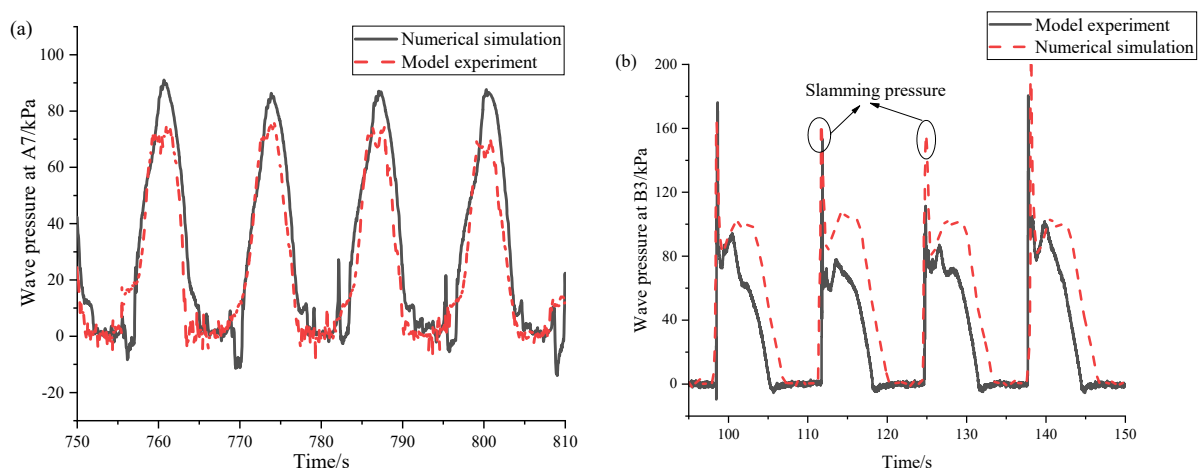 (a)
Numerical simulation
Model experiment
Wave pressure at A7/kPa
100
80
60
40
20
0
-20
750 760 770 780 790 800 810
Time/s
(b)
Model experiment
Numerical simulation
Slamming pressure
Wave pressure at B3/kPa
200
160
120
80
40
0
100 110 120 130 140 150
Time/s